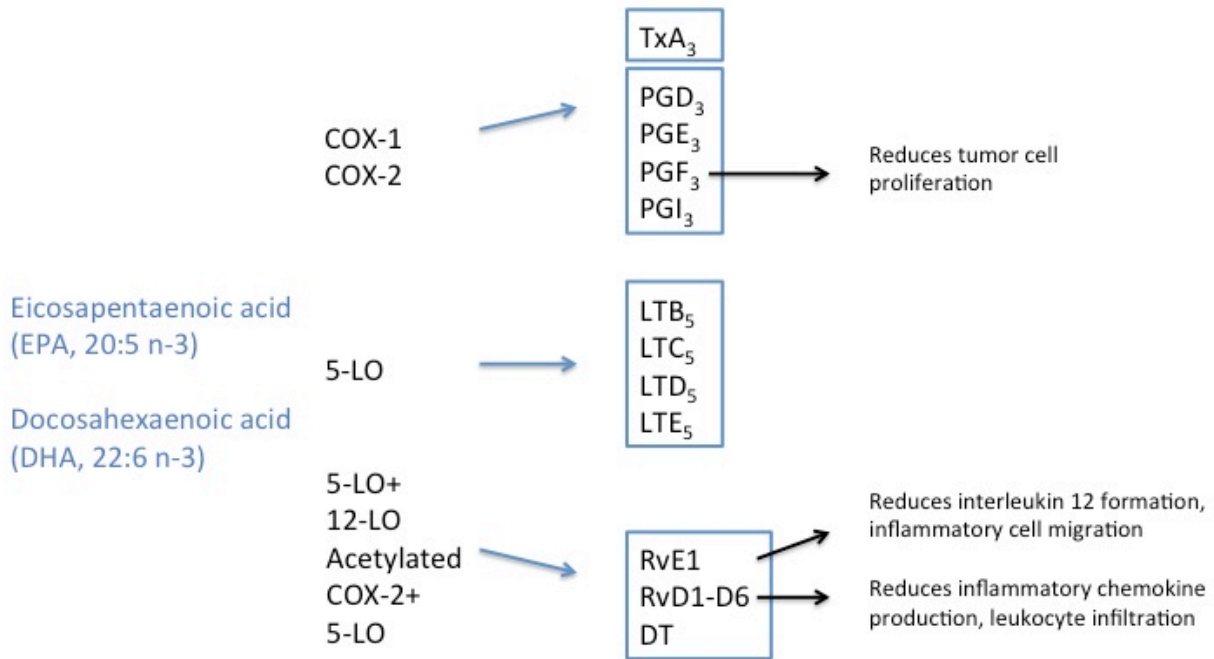 Eicosapentaenoic acid
(EPA, 20:5 n-3)
Docosahexaenoic acid
(DHA, 22:6 n-3)
COX-1
COX-2
5-LO
5-LO+
12-LO
Acetylated
COX-2+
5-LO
TxA₃
PGD₃
PGE₃
PGF₃
PGI₃
LTB₅
LTC₅
LTD₅
LTE₅
RvE1
RvD1-D6
DT
Reduces tumor cell
proliferation
Reduces interleukin 12 formation,
inflammatory cell migration
Reduces inflammatory chemokine
production, leukocyte infiltration